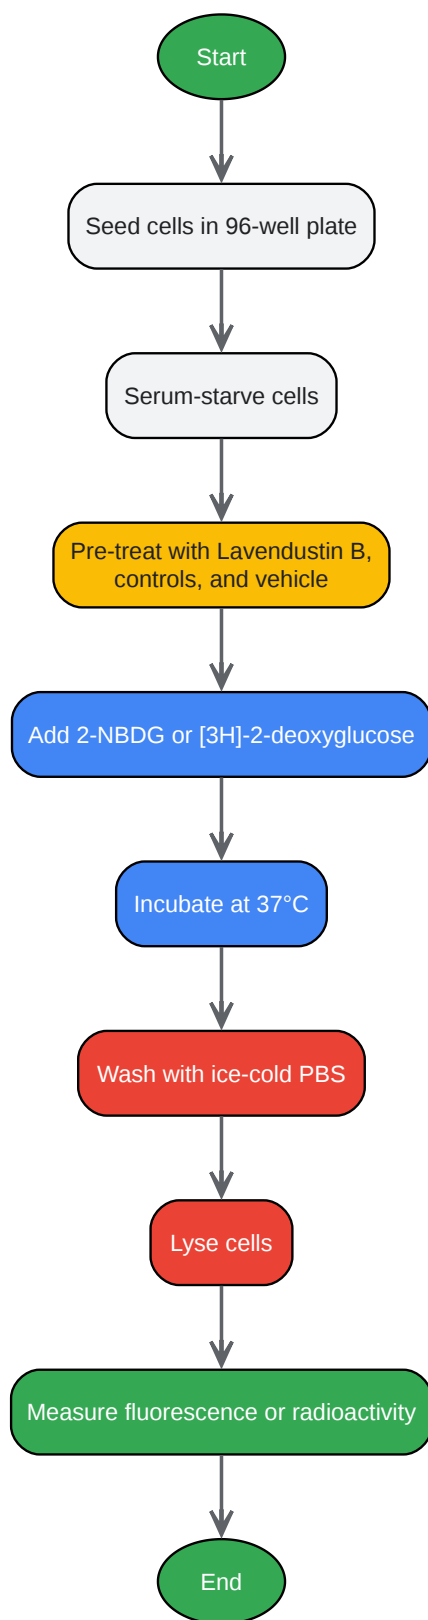 Start
Seed cells in 96-well plate
Serum-starve cells
Pre-treat with Lavendustin B,
controls, and vehicle
Add 2-NBDG or [3H]-2-deoxyglucose
Incubate at 37°C
Wash with ice-cold PBS
Lyse cells
Measure fluorescence or radioactivity
End